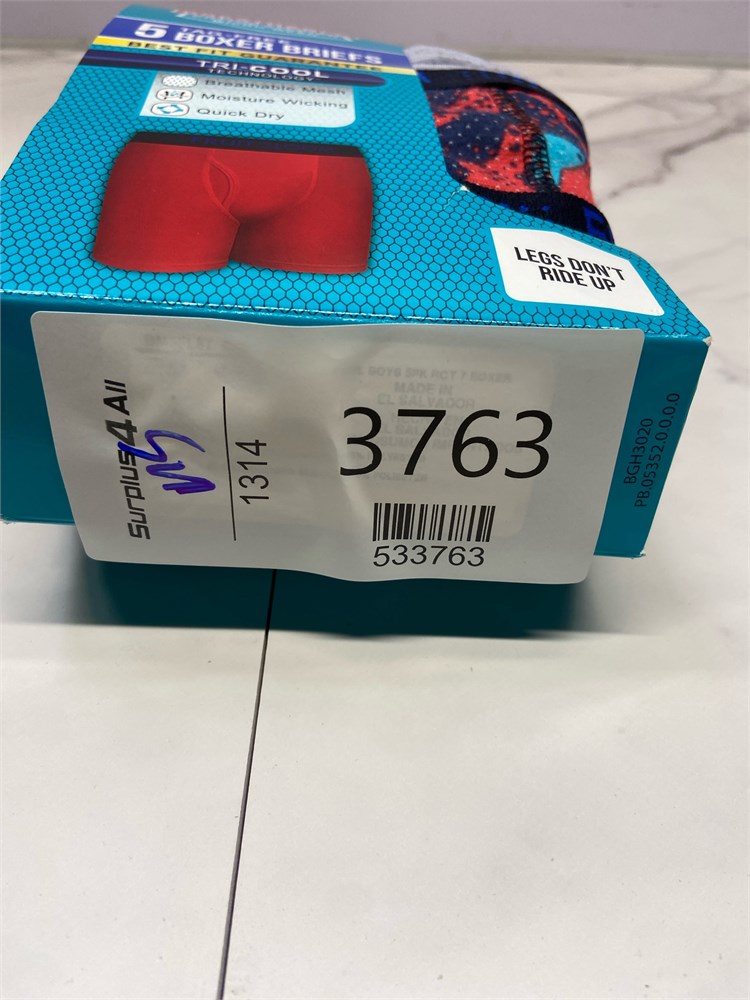 5 BOXER BRIEFS
BEST FIT GUARANTEE
TRI-COOL
TECHNOLOGY
Breathable Mesh
Moisture Wicking
Quick Dry
LEGS DON'T
RIDE UP
Surplus4All
1314
3763
533763
MADE IN
EL SALVADOR
BGH3020
PB.05352.0.0.0.0